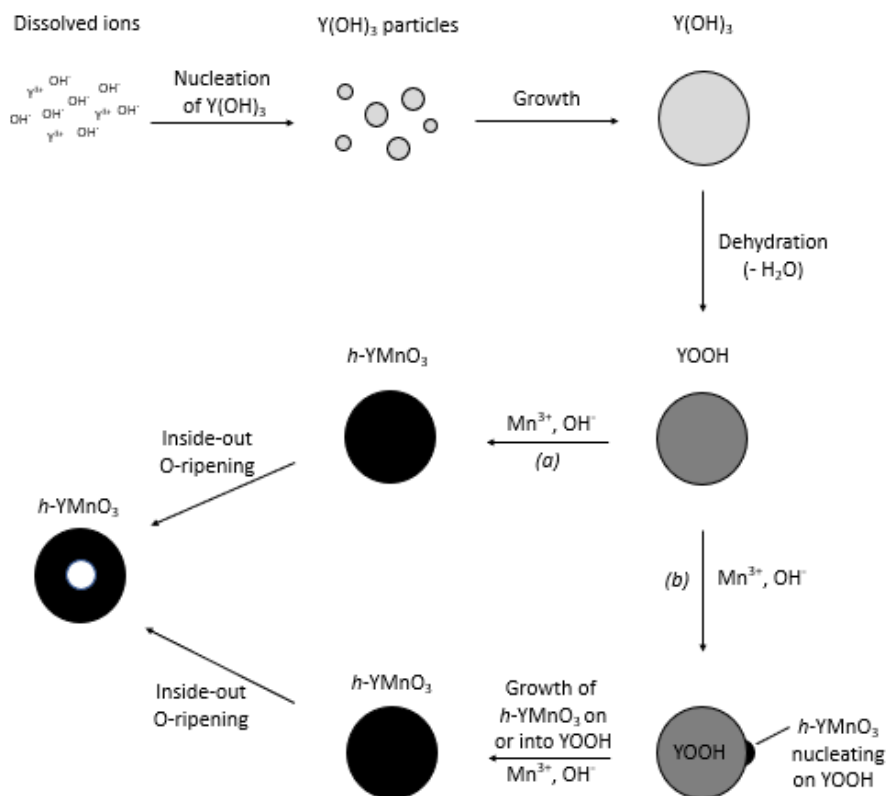 Dissolved ions
Y(OH)₃ particles
Y(OH)₃
Y³⁺ OH⁻ OH⁻
OH⁻
OH⁻ OH⁻ Y³⁺ OH⁻
Y³⁺ OH⁻
Nucleation
of Y(OH)₃
Growth
Dehydration
(- H₂O)
h-YMnO₃
YOOH
Mn³⁺, OH⁻
(a)
Inside-out
O-ripening
h-YMnO₃
(b)
Mn³⁺, OH⁻
Inside-out
O-ripening
h-YMnO₃
Growth of
h-YMnO₃ on
or into YOOH
Mn³⁺, OH⁻
YOOH
h-YMnO₃
nucleating
on YOOH